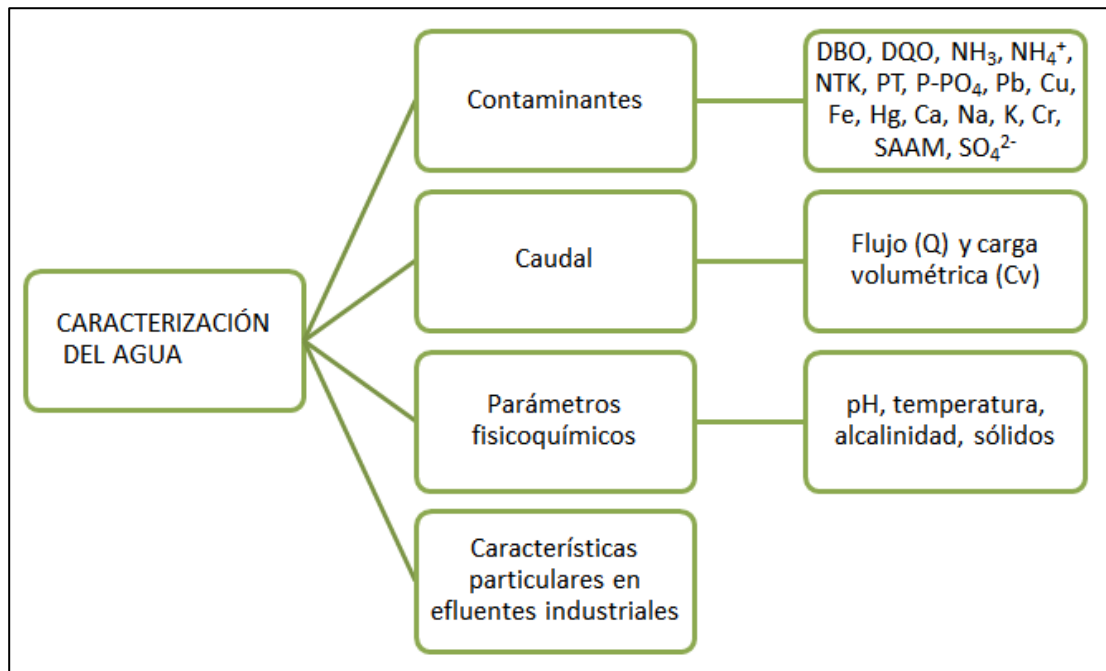 CARACTERIZACIÓN
DEL AGUA
Contaminantes
DBO, DQO, NH₃, NH₄⁺,
NTK, PT, P-PO₄, Pb, Cu,
Fe, Hg, Ca, Na, K, Cr,
SAAM, SO₄²⁻
Caudal
Flujo (Q) y carga
volumétrica (Cv)
Parámetros
fisicoquímicos
pH, temperatura,
alcalinidad, sólidos
Características
particulares en
efluentes industriales